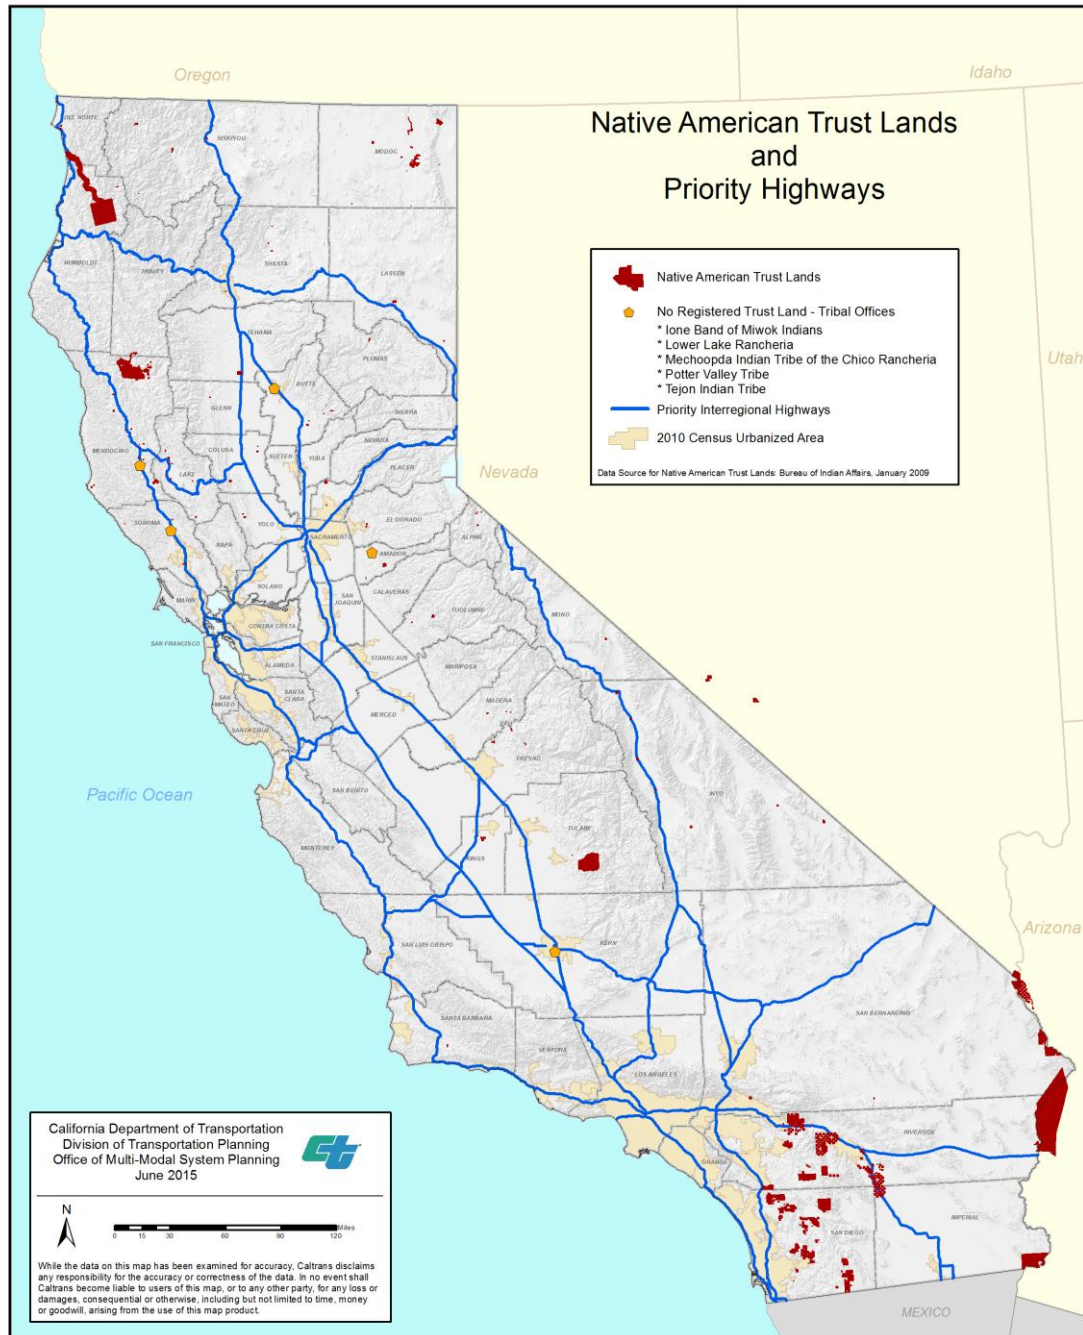 Oregon
Idaho
Native American Trust Lands
and
Priority Highways
Native American Trust Lands
No Registered Trust Land - Tribal Offices
* Ione Band of Miwok Indians
* Lower Lake Rancheria
* Mechoopda Indian Tribe of the Chico Rancheria
* Potter Valley Tribe
* Tejon Indian Tribe
Priority Interregional Highways
2010 Census Urbanized Area
Data Source for Native American Trust Lands: Bureau of Indian Affairs, January 2009
Utah
Nevada
Arizona
Pacific Ocean
MEXICO
DEL NORTE
SISKIYOU
MODOC
HUMBOLDT
TRINITY
SHASTA
LASSEN
TEHAMA
PLUMAS
BUTTE
GLENN
SIERRA
MENDOCINO
COLUSA
SUTTER
YUBA
NEVADA
PLACER
LAKE
SONOMA
NAPA
YOLO
SACRAMENTO
EL DORADO
ALPINE
AMADOR
SOLANO
MARIN
SAN JOAQUIN
CALAVERAS
TUOLUMNE
MONO
CONTRA COSTA
SAN FRANCISCO
ALAMEDA
STANISLAUS
MARIPOSA
SAN MATEO
SANTA CLARA
SANTA CRUZ
MERCED
MADERA
FRESNO
SAN BENITO
INYO
MONTEREY
KINGS
TULARE
SAN LUIS OBISPO
KERN
SAN BERNARDINO
SANTA BARBARA
VENTURA
LOS ANGELES
ORANGE
RIVERSIDE
SAN DIEGO
IMPERIAL
California Department of Transportation
Division of Transportation Planning
Office of Multi-Modal System Planning
June 2015
ct
N
Miles
0 15 30 60 90 120
While the data on this map has been examined for accuracy, Caltrans disclaims
any responsibility for the accuracy or correctness of the data. In no event shall
Caltrans become liable to users of this map, or to any other party, for any loss or
damages, consequential or otherwise, including but not limited to time, money
or goodwill, arising from the use of this map product.